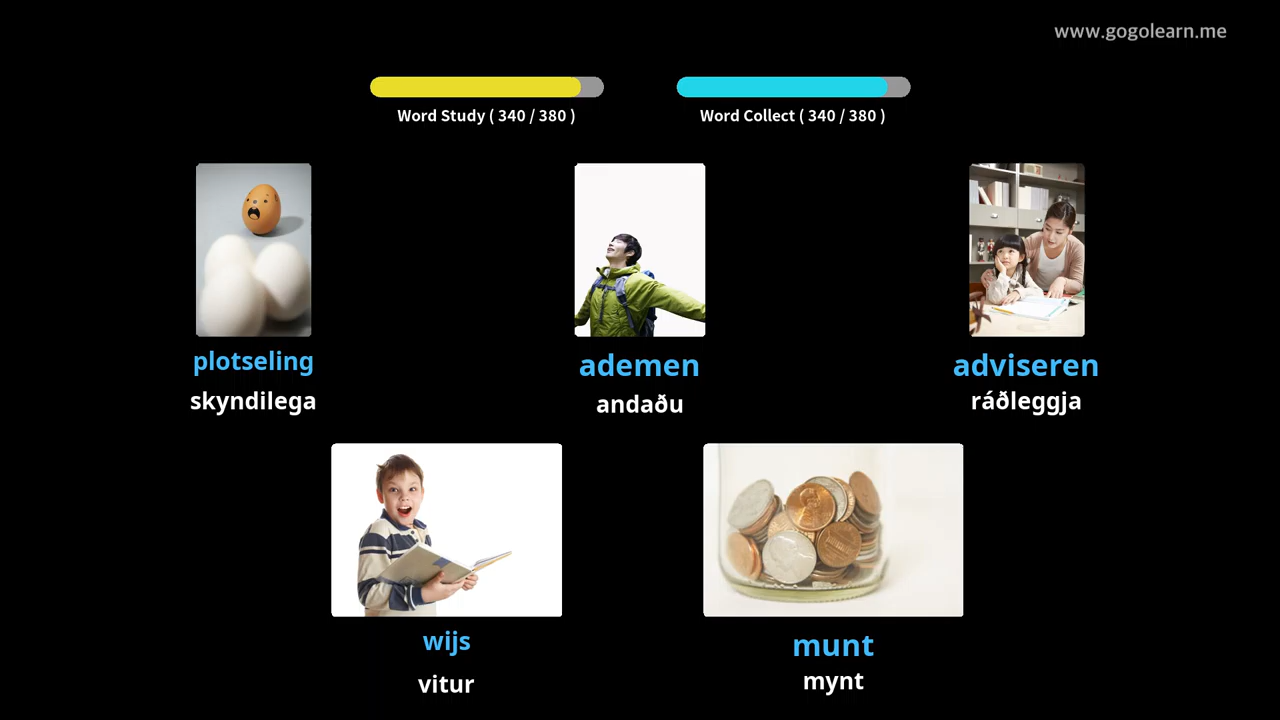 www.gogolearn.me
Word Study ( 340 / 380 )
Word Collect ( 340 / 380 )
plotseling
skyndilega
ademen
andaðu
adviseren
ráðleggja
wijs
vitur
munt
mynt